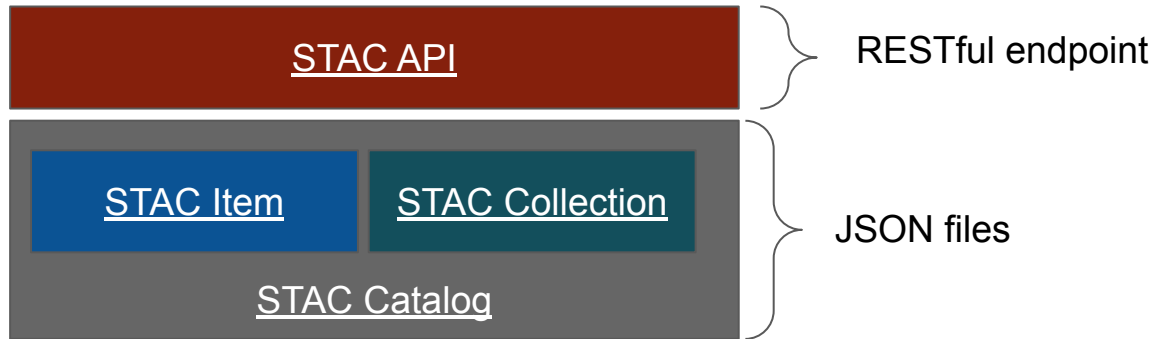 STAC API
RESTful endpoint
STAC Item
STAC Collection
JSON files
STAC Catalog